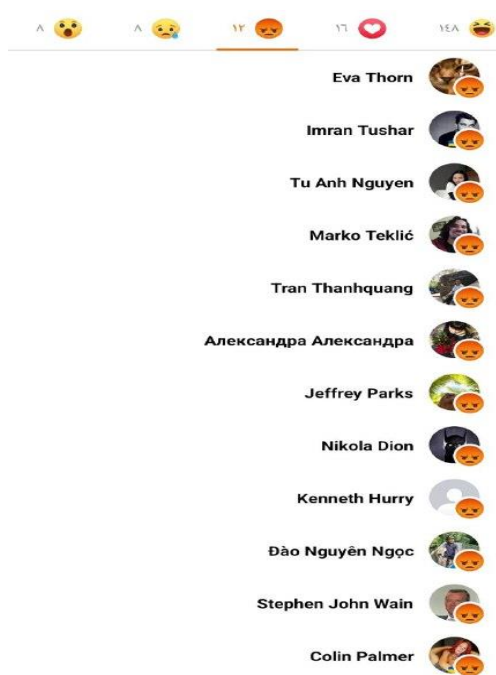 ١٤٨ ١٦ ١٢ ٨ ٨
Eva Thorn
Imran Tushar
Tu Anh Nguyen
Marko Teklić
Tran Thanhquang
Александра Александра
Jeffrey Parks
Nikola Dion
Kenneth Hurry
Đào Nguyên Ngọc
Stephen John Wain
Colin Palmer